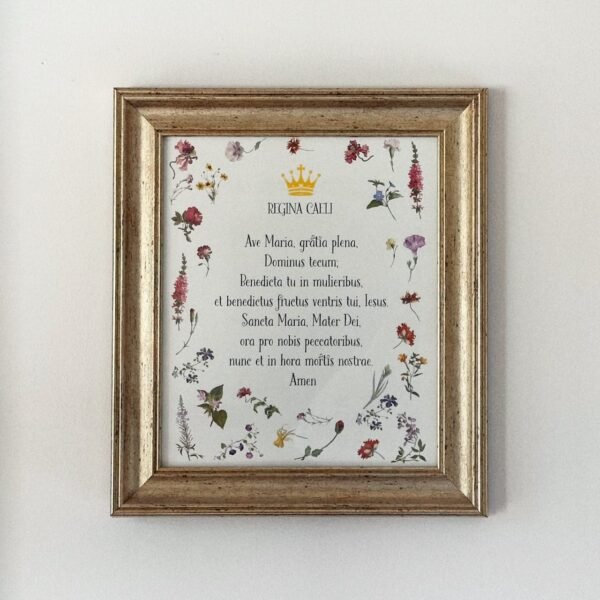 REGINA CAELI
Ave Maria, gratia plena,
Dominus tecum;
Benedicta tu in mulieribus,
et benedictus fructus ventris tui, Iesus.
Sancta Maria, Mater Dei,
ora pro nobis peccatoribus,
nunc et in hora mortis nostrae.
Amen